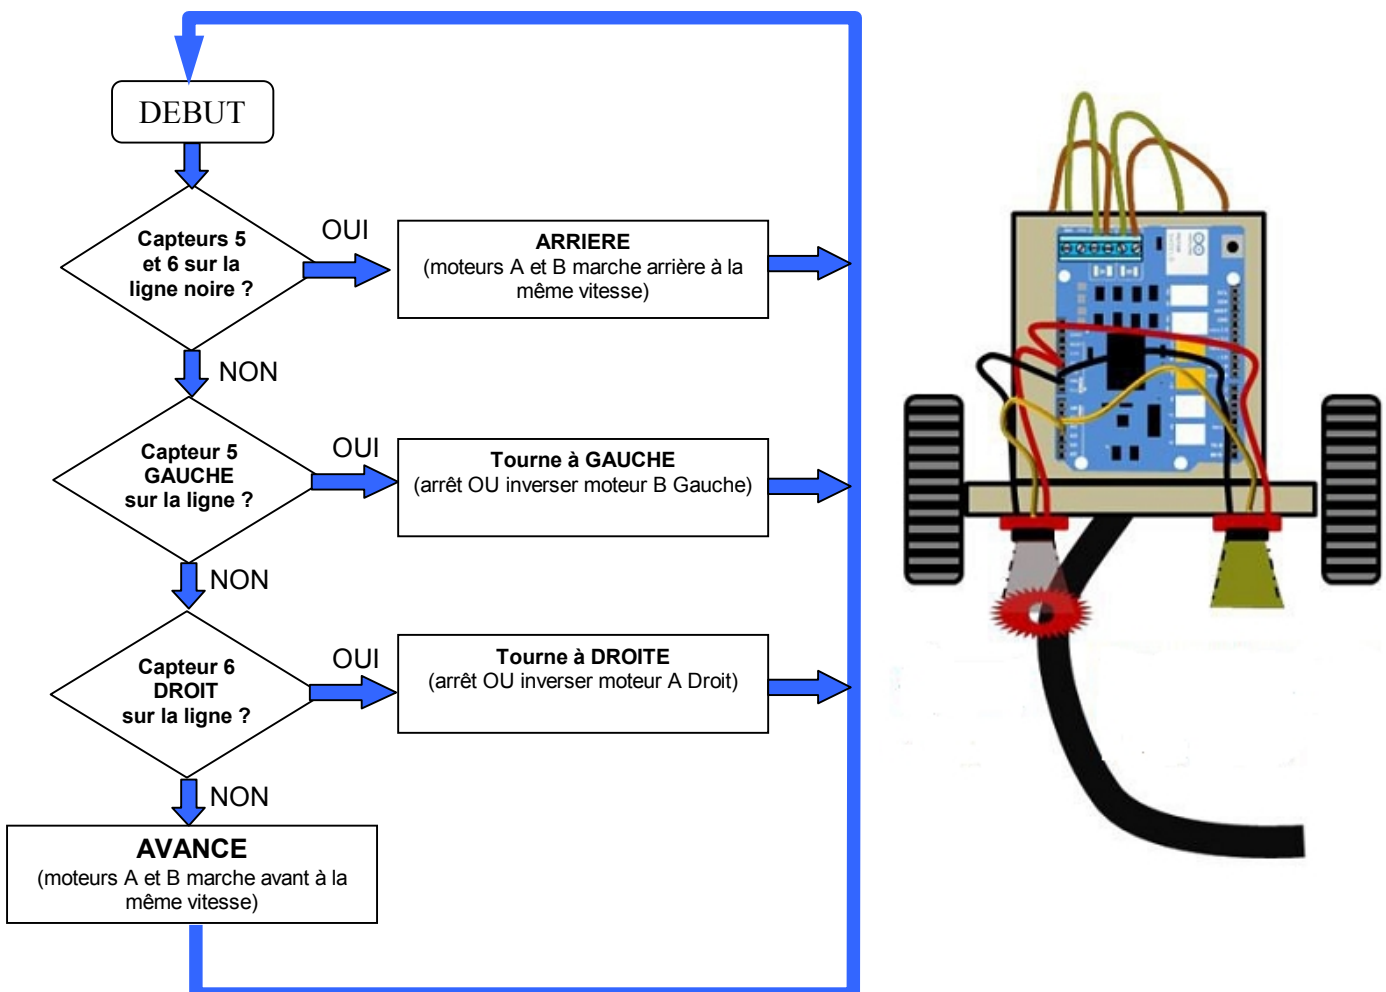 DEBUT
Capteurs 5
et 6 sur la
ligne noire ?
OUI
ARRIERE
(moteurs A et B marche arrière à la
même vitesse)
NON
Capteur 5
GAUCHE
sur la ligne ?
OUI
Tourne à GAUCHE
(arrêt OU inverser moteur B Gauche)
NON
Capteur 6
DROIT
sur la ligne ?
OUI
Tourne à DROITE
(arrêt OU inverser moteur A Droit)
NON
AVANCE
(moteurs A et B marche avant à la
même vitesse)